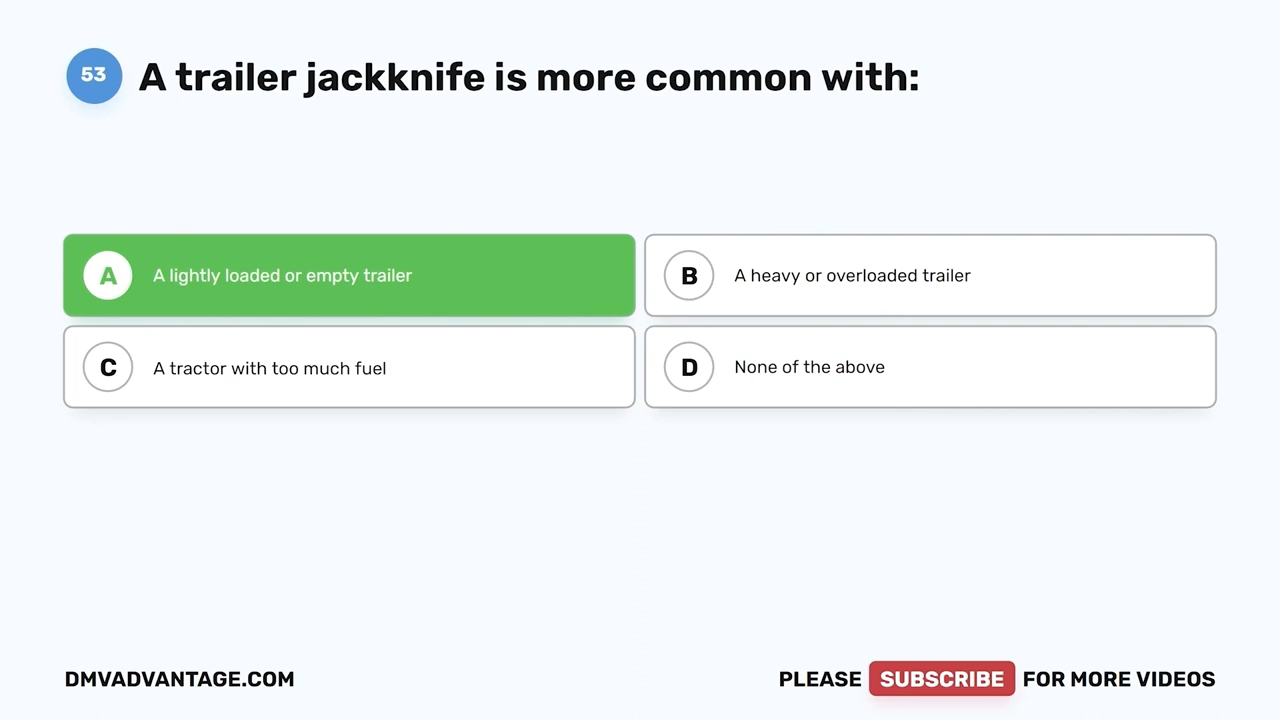 53 A trailer jackknife is more common with:
A A lightly loaded or empty trailer
B A heavy or overloaded trailer
C A tractor with too much fuel
D None of the above
DMVADVANTAGE.COM
PLEASE SUBSCRIBE FOR MORE VIDEOS